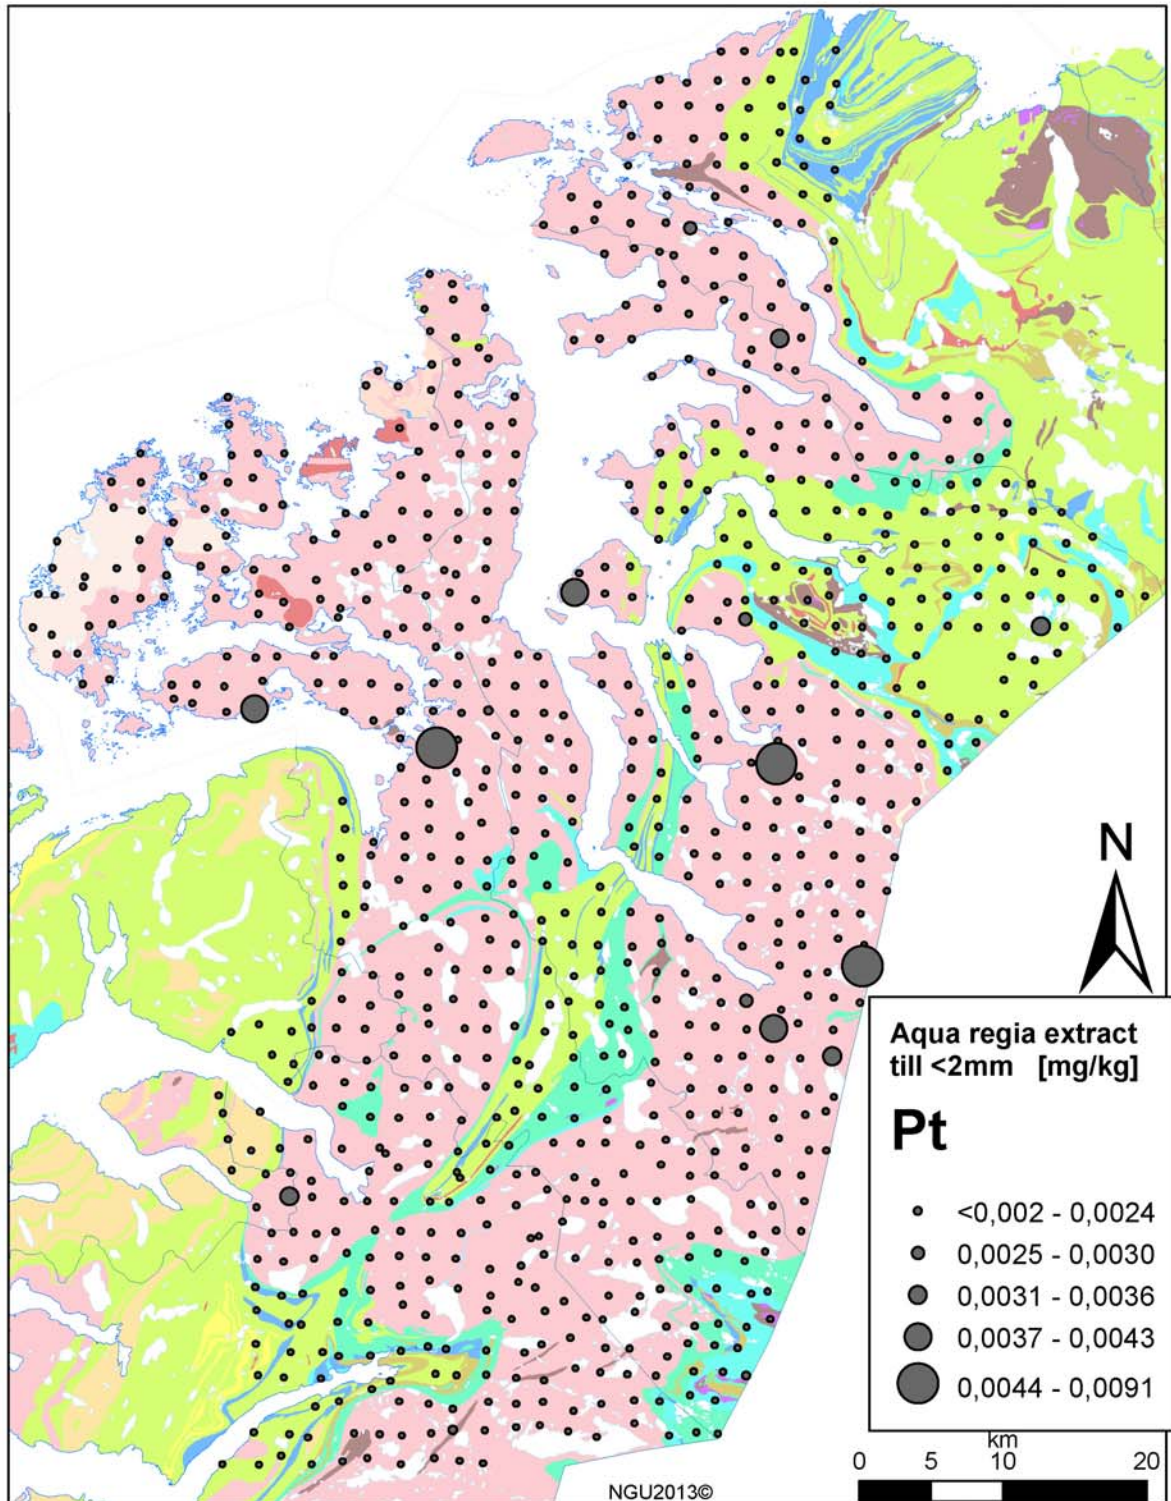 N
Aqua regia extract
till <2mm [mg/kg]
Pt
<0,002 - 0,0024
0,0025 - 0,0030
0,0031 - 0,0036
0,0037 - 0,0043
0,0044 - 0,0091
km
0 5 10 20
NGU2013©